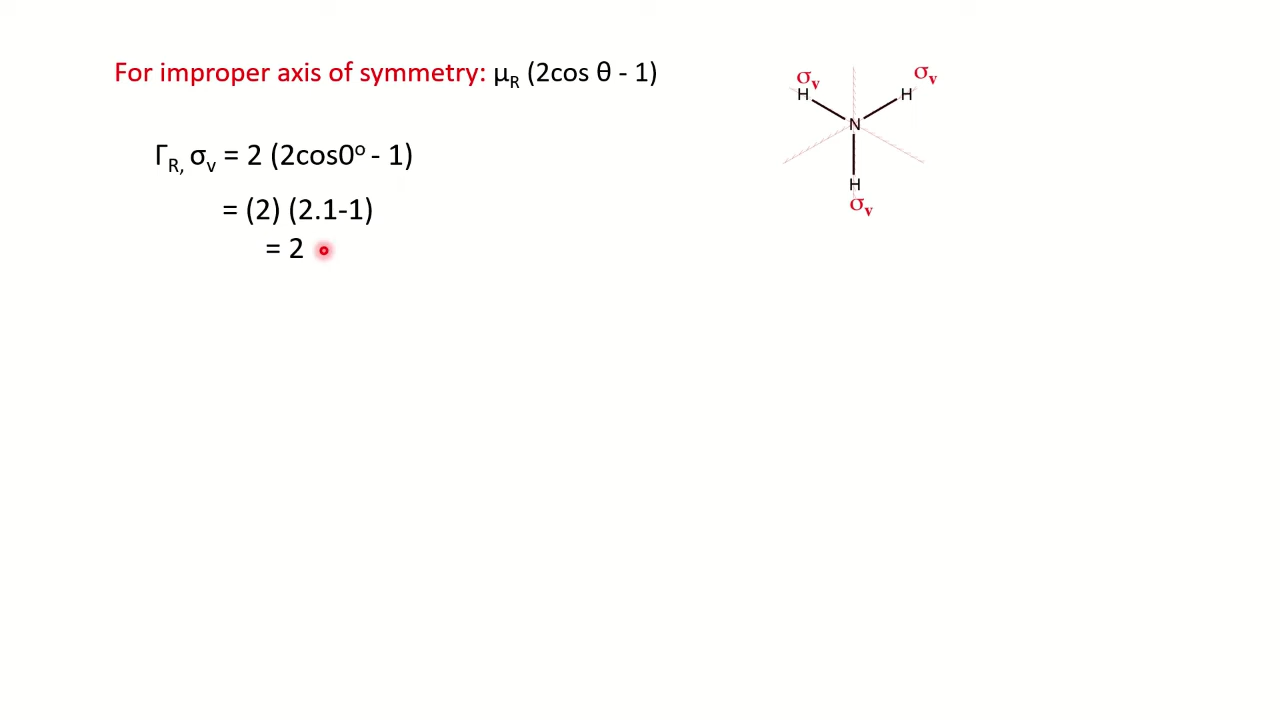 For improper axis of symmetry: μR (2cos θ - 1)
ΓR, σv = 2 (2cos0º - 1)
= (2) (2.1-1)
= 2
σv
σv
H
H
N
H
σv